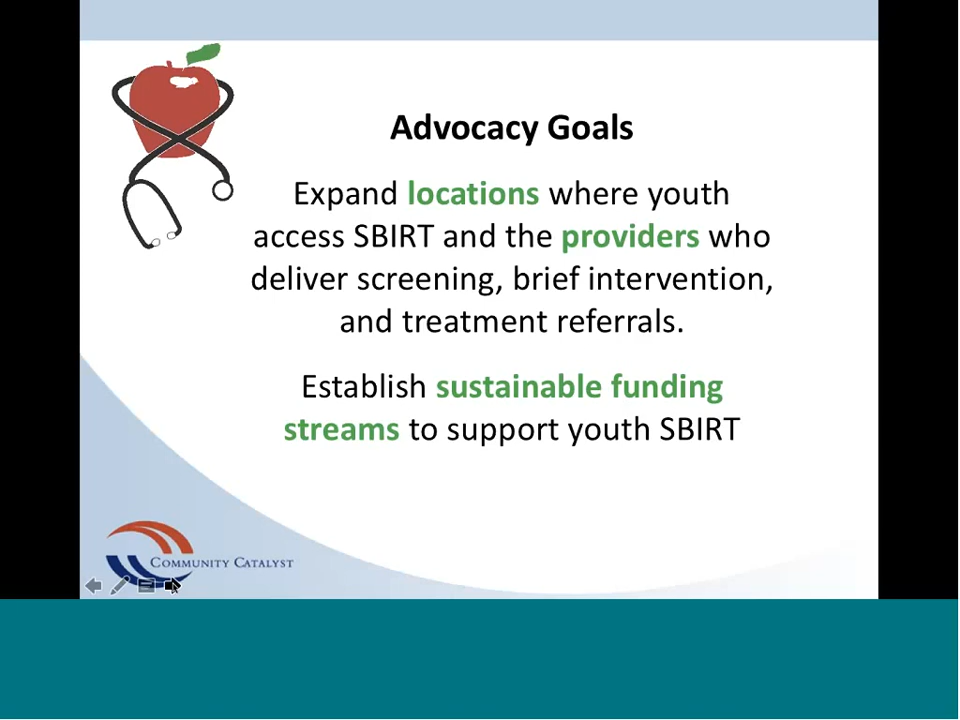 Advocacy Goals
Expand locations where youth
access SBIRT and the providers who
deliver screening, brief intervention,
and treatment referrals.
Establish sustainable funding
streams to support youth SBIRT
COMMUNITY CATALYST